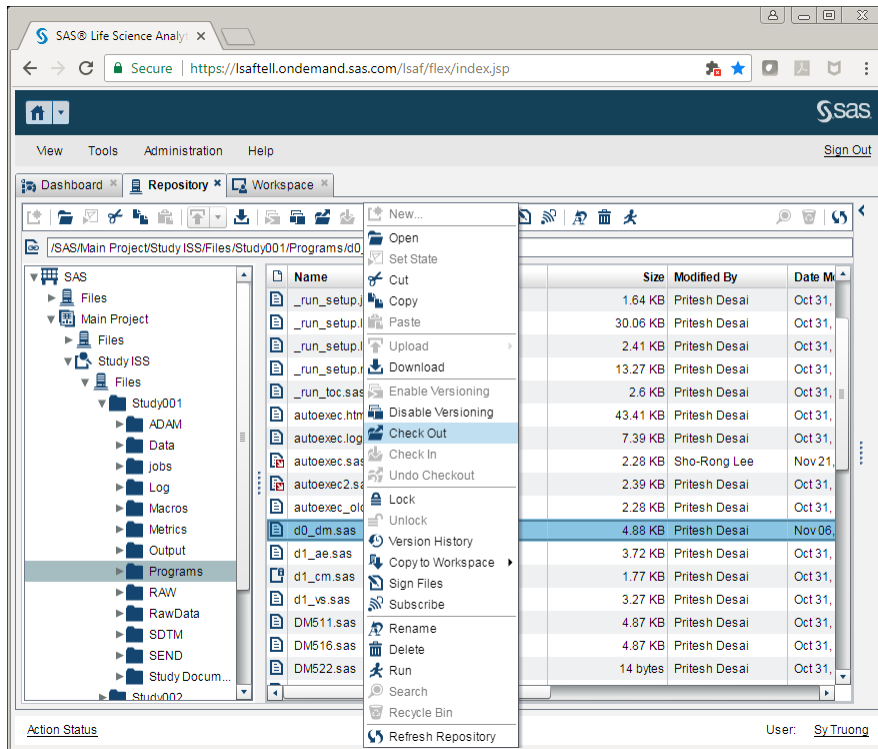 SAS® Life Science Analyt
Secure https://lsaftell.ondemand.sas.com/lsaf/flex/index.jsp
sas
View Tools Administration Help Sign Out
Dashboard Repository Workspace
/SAS/Main Project/Study ISS/Files/Study001/Programs/d0_
SAS
Files
Main Project
Files
Study ISS
Files
Study001
ADAM
Data
jobs
Log
Macros
Metrics
Output
Programs
RAW
RawData
SDTM
SEND
Study Docum...
Study002
Name Size Modified By Date Mo
_run_setup.j 1.64 KB Pritesh Desai Oct 31,
_run_setup.l 30.06 KB Pritesh Desai Oct 31,
_run_setup.l 2.41 KB Pritesh Desai Oct 31,
_run_setup.r 13.27 KB Pritesh Desai Oct 31,
_run_toc.sas 2.6 KB Pritesh Desai Oct 31,
autoexec.htm 43.41 KB Pritesh Desai Oct 31,
autoexec.log 7.39 KB Pritesh Desai Oct 31,
autoexec.sas 2.28 KB Sho-Rong Lee Nov 21,
autoexec2.sa 2.39 KB Pritesh Desai Oct 31,
autoexec_old 2.28 KB Pritesh Desai Oct 31,
d0_dm.sas 4.88 KB Pritesh Desai Nov 06,
d1_ae.sas 3.72 KB Pritesh Desai Oct 31,
d1_cm.sas 1.77 KB Pritesh Desai Oct 31,
d1_vs.sas 3.27 KB Pritesh Desai Oct 31,
DM511.sas 4.87 KB Pritesh Desai Oct 31,
DM516.sas 4.87 KB Pritesh Desai Oct 31,
DM522.sas 14 bytes Pritesh Desai Oct 31,
New...
Open
Set State
Cut
Copy
Paste
Upload
Download
Enable Versioning
Disable Versioning
Check Out
Check In
Undo Checkout
Lock
Unlock
Version History
Copy to Workspace
Sign Files
Subscribe
Rename
Delete
Run
Search
Recycle Bin
Refresh Repository
Action Status User: Sy Truong